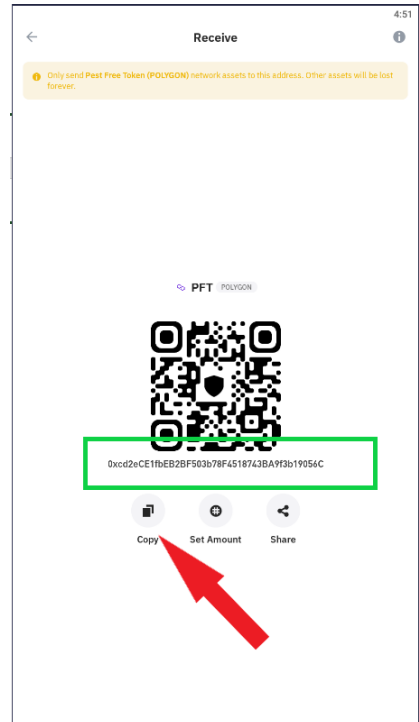 4:51
Receive
Only send Pest Free Token (POLYGON) network assets to this address. Other assets will be lost
forever.
PFT POLYGON
0xcd2eCE1fbEB2BF503b78F4518743BA9f3b19056C
Copy Set Amount Share